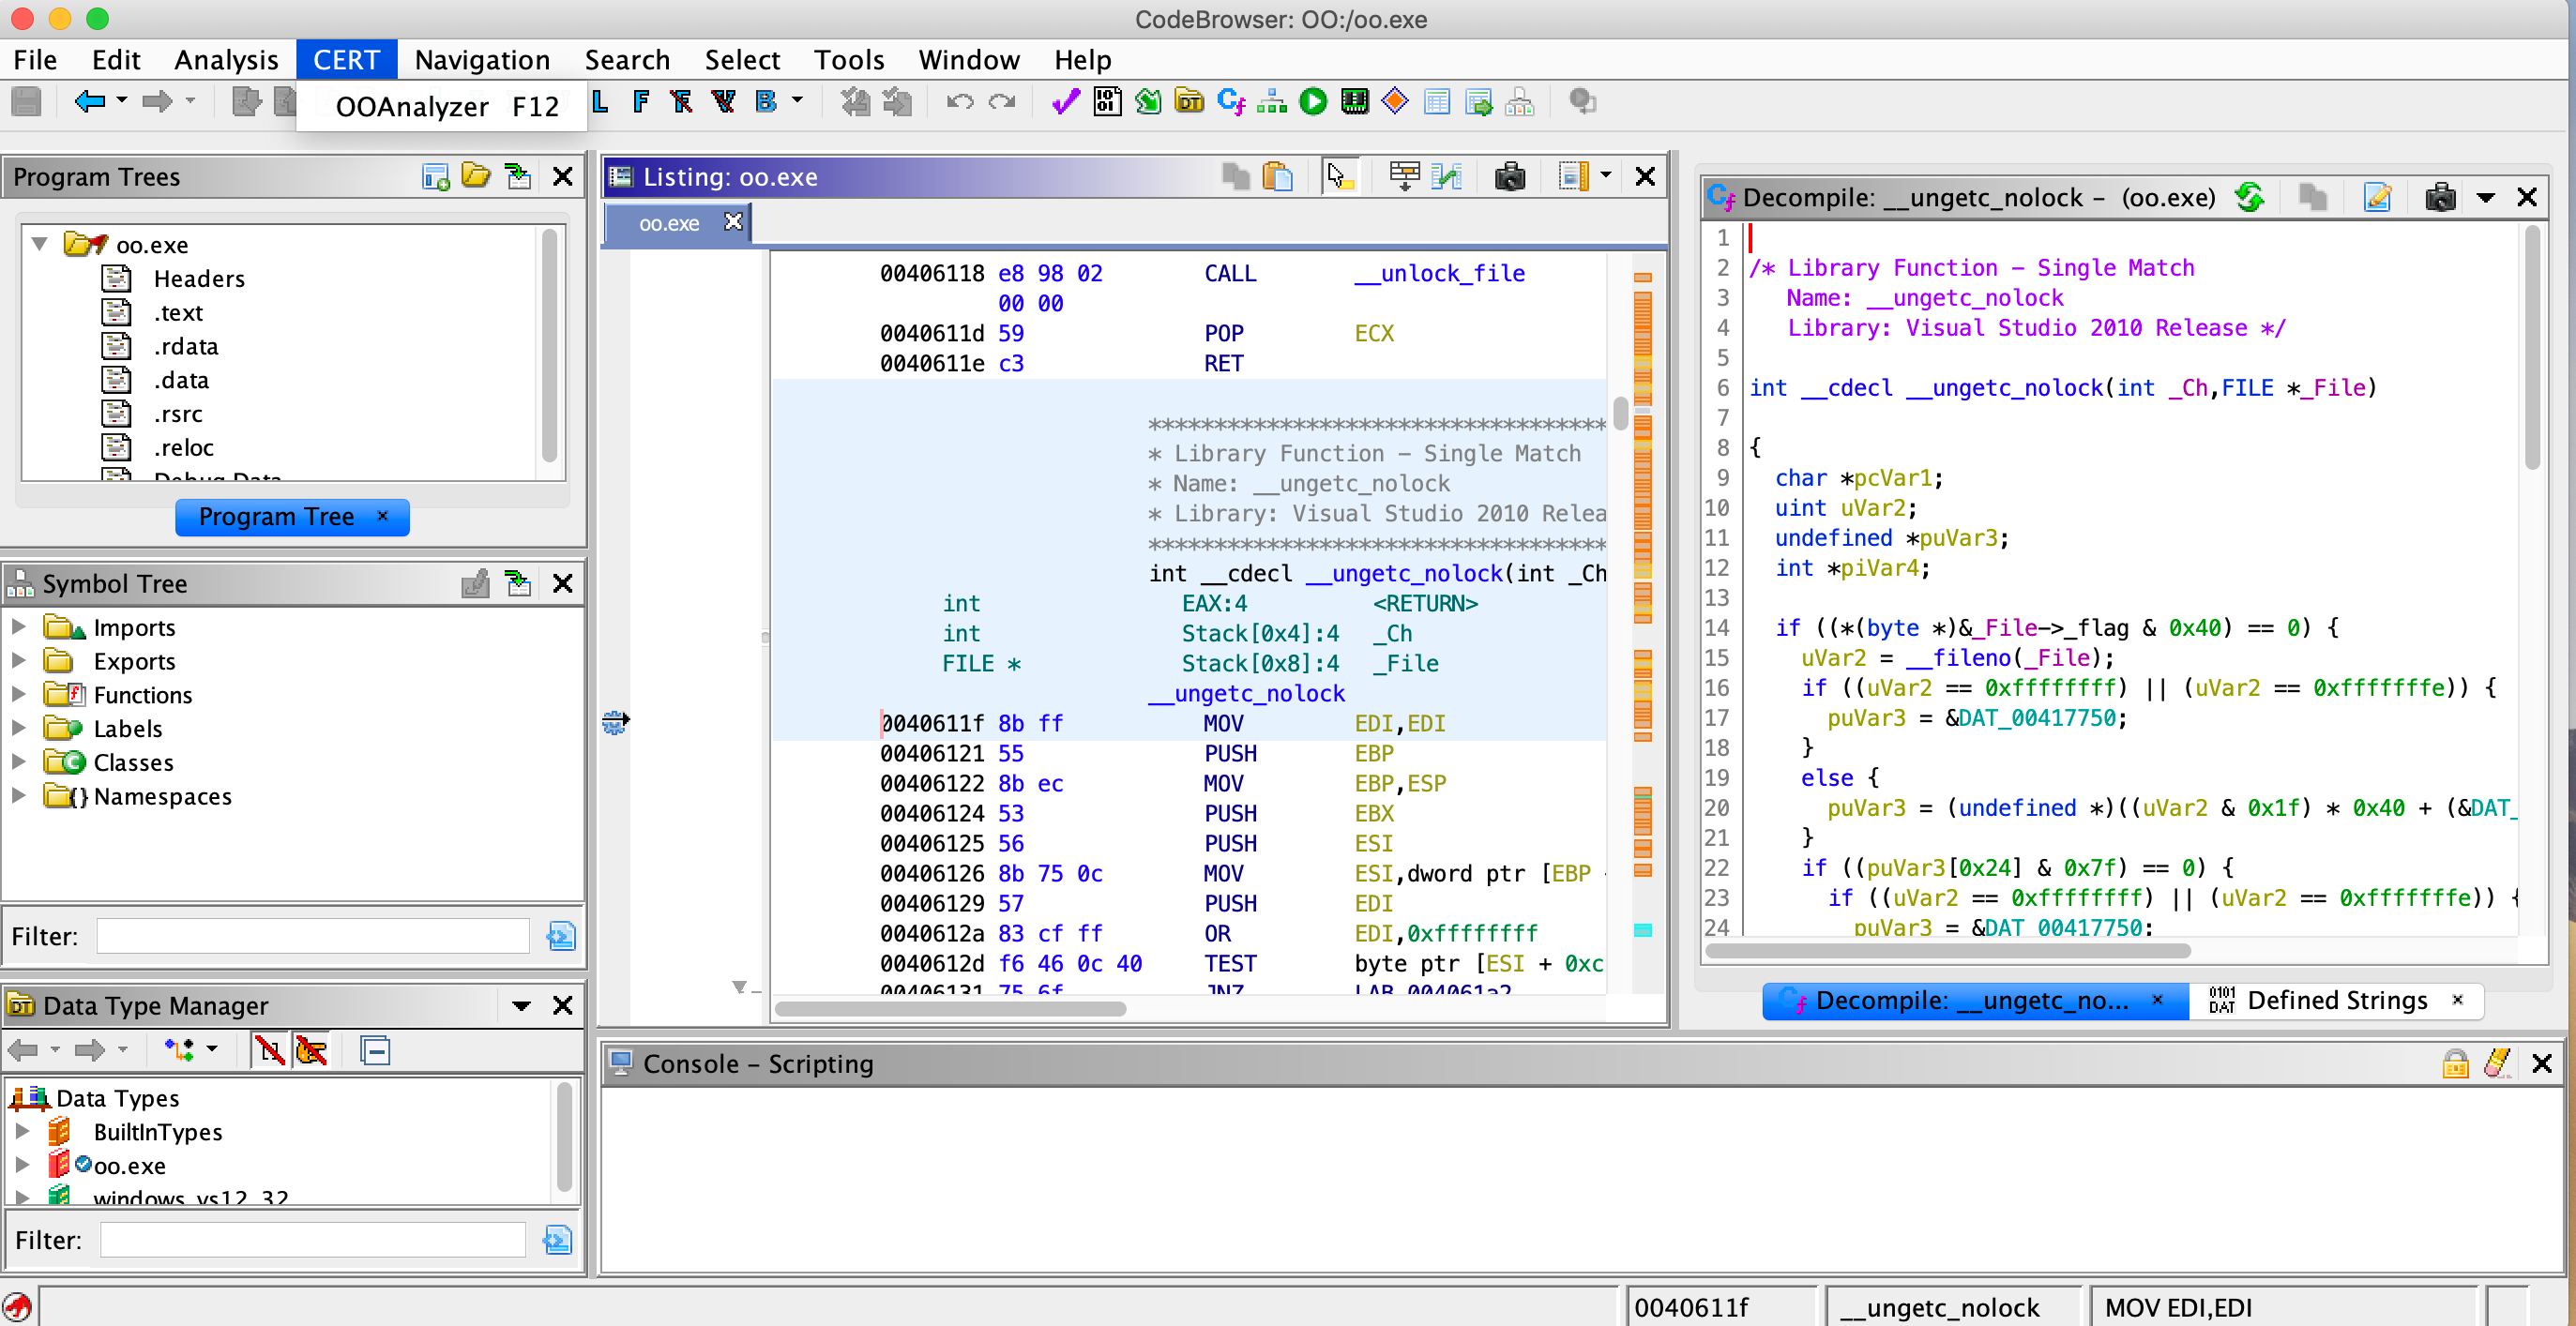 CodeBrowser: OO:/oo.exe
File Edit Analysis CERT Navigation Search Select Tools Window Help
OOAnalyzer F12
L F F V B
Program Trees
oo.exe
Headers
.text
.rdata
.data
.rsrc
.reloc
Debug Data
Program Tree ×
Symbol Tree
Imports
Exports
Functions
Labels
Classes
Namespaces
Filter:
Data Type Manager
Data Types
BuiltInTypes
oo.exe
windows_vs12_32
Filter:
Listing: oo.exe
oo.exe
00406118 e8 98 02 CALL __unlock_file
00 00
0040611d 59 POP ECX
0040611e c3 RET
***********************************
* Library Function - Single Match
* Name: __ungetc_nolock
* Library: Visual Studio 2010 Relea
***********************************
int __cdecl __ungetc_nolock(int _Ch
int EAX:4 <RETURN>
int Stack[0x4]:4 _Ch
FILE * Stack[0x8]:4 _File
__ungetc_nolock
0040611f 8b ff MOV EDI,EDI
00406121 55 PUSH EBP
00406122 8b ec MOV EBP,ESP
00406124 53 PUSH EBX
00406125 56 PUSH ESI
00406126 8b 75 0c MOV ESI,dword ptr [EBP
00406129 57 PUSH EDI
0040612a 83 cf ff OR EDI,0xffffffff
0040612d f6 46 0c 40 TEST byte ptr [ESI + 0xc
00406131 75 6f JNZ LAB_004061a2
Decompile: __ungetc_nolock - (oo.exe)
1
2 /* Library Function - Single Match
3 Name: __ungetc_nolock
4 Library: Visual Studio 2010 Release */
5
6 int __cdecl __ungetc_nolock(int _Ch,FILE *_File)
7
8 {
9 char *pcVar1;
10 uint uVar2;
11 undefined *puVar3;
12 int *piVar4;
13
14 if ((*(byte *)&_File->_flag & 0x40) == 0) {
15 uVar2 = __fileno(_File);
16 if ((uVar2 == 0xffffffff) || (uVar2 == 0xfffffffe)) {
17 puVar3 = &DAT_00417750;
18 }
19 else {
20 puVar3 = (undefined *)((uVar2 & 0x1f) * 0x40 + (&DAT_
21 }
22 if ((puVar3[0x24] & 0x7f) == 0) {
23 if ((uVar2 == 0xffffffff) || (uVar2 == 0xfffffffe)) {
24 puVar3 = &DAT_00417750;
Decompile: __ungetc_no... × Defined Strings ×
Console - Scripting
0040611f __ungetc_nolock MOV EDI,EDI